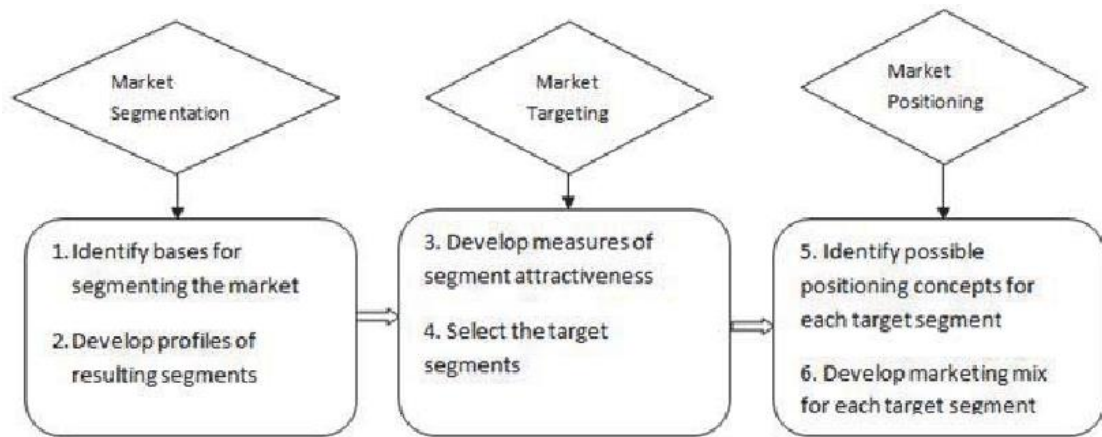 Market
Segmentation
Market
Targeting
Market
Positioning
1. Identify bases for
segmenting the market
2. Develop profiles of
resulting segments
3. Develop measures of
segment attractiveness
4. Select the target
segments
5. Identify possible
positioning concepts for
each target segment
6. Develop marketing mix
for each target segment